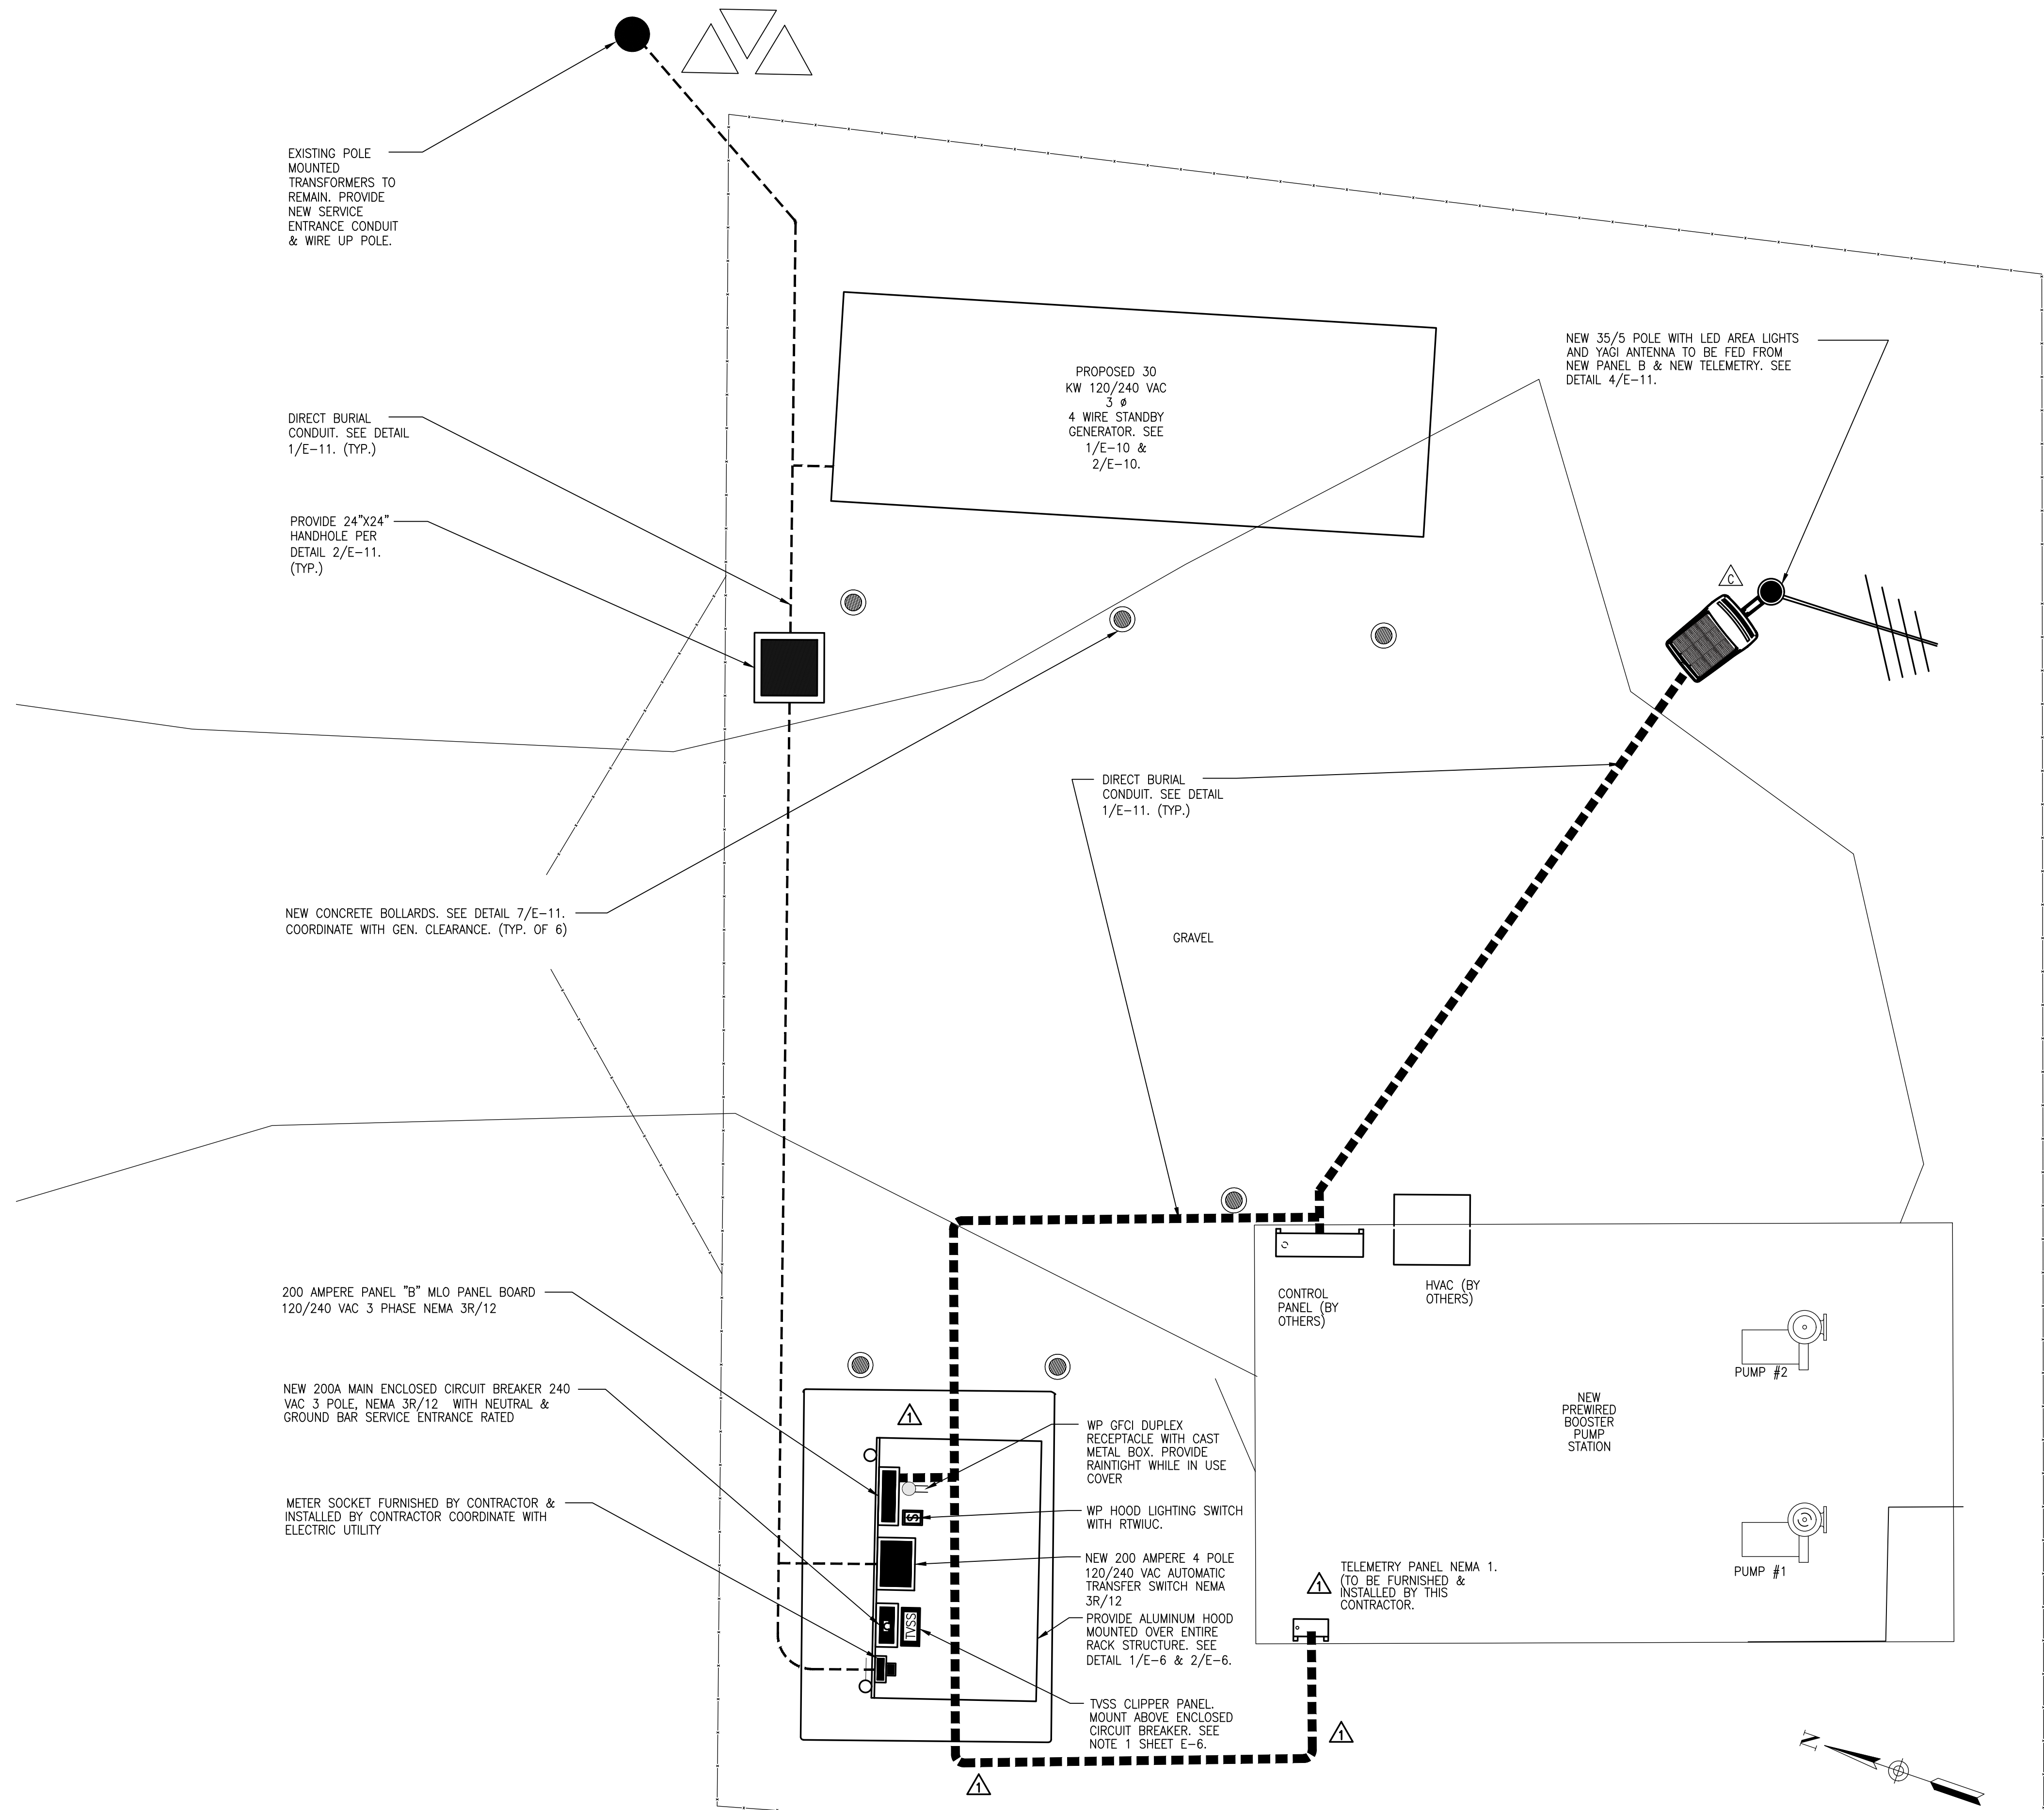 EXISTING POLE
MOUNTED
TRANSFORMERS TO
REMAIN. PROVIDE
NEW SERVICE
ENTRANCE CONDUIT
& WIRE UP POLE.
PROPOSED 30
KW 120/240 VAC
3 ø
4 WIRE STANDBY
GENERATOR. SEE
1/E-10 &
2/E-10.
NEW 35/5 POLE WITH LED AREA LIGHTS
AND YAGI ANTENNA TO BE FED FROM
NEW PANEL B & NEW TELEMETRY. SEE
DETAIL 4/E-11.
DIRECT BURIAL
CONDUIT. SEE DETAIL
1/E-11. (TYP.)
PROVIDE 24"X24"
HANDHOLE PER
DETAIL 2/E-11.
(TYP.)
C
DIRECT BURIAL
CONDUIT. SEE DETAIL
1/E-11. (TYP.)
NEW CONCRETE BOLLARDS. SEE DETAIL 7/E-11.
COORDINATE WITH GEN. CLEARANCE. (TYP. OF 6)
GRAVEL
200 AMPERE PANEL "B" MLO PANEL BOARD
120/240 VAC 3 PHASE NEMA 3R/12
CONTROL
PANEL (BY
OTHERS)
HVAC (BY
OTHERS)
PUMP #2
NEW 200A MAIN ENCLOSED CIRCUIT BREAKER 240
VAC 3 POLE, NEMA 3R/12 WITH NEUTRAL &
GROUND BAR SERVICE ENTRANCE RATED
NEW
PREWIRED
BOOSTER
PUMP
STATION
1
WP GFCI DUPLEX
RECEPTACLE WITH CAST
METAL BOX. PROVIDE
RAINTIGHT WHILE IN USE
COVER
METER SOCKET FURNISHED BY CONTRACTOR &
INSTALLED BY CONTRACTOR COORDINATE WITH
ELECTRIC UTILITY
S
WP HOOD LIGHTING SWITCH
WITH RTWIUC.
NEW 200 AMPERE 4 POLE
120/240 VAC AUTOMATIC
TRANSFER SWITCH NEMA
3R/12
1
TELEMETRY PANEL NEMA 1.
(TO BE FURNISHED &
INSTALLED BY THIS
CONTRACTOR.
PUMP #1
TVSS
PROVIDE ALUMINUM HOOD
MOUNTED OVER ENTIRE
RACK STRUCTURE. SEE
DETAIL 1/E-6 & 2/E-6.
TVSS CLIPPER PANEL.
MOUNT ABOVE ENCLOSED
CIRCUIT BREAKER. SEE
NOTE 1 SHEET E-6.
1
1
N